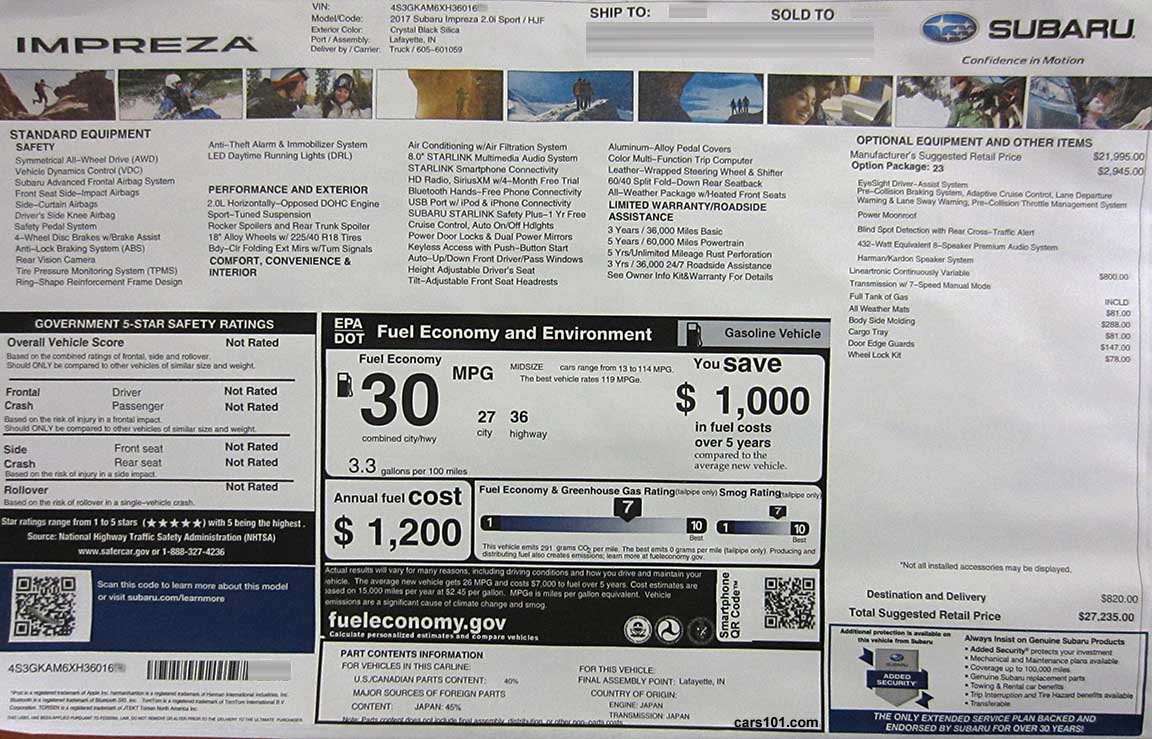 IMPREZA
VIN: 4S3GKAM6XH36016
Model/Code: 2017 Subaru Impreza 2.0i Sport / HJF
Exterior Color: Crystal Black Silica
Port / Assembly: Lafayette, IN
Deliver by / Carrier: Truck / 605-601059
SHIP TO:
SOLD TO
SUBARU
Confidence in Motion
STANDARD EQUIPMENT
SAFETY
Symmetrical All-Wheel Drive (AWD)
Vehicle Dynamics Control (VDC)
Subaru Advanced Frontal Airbag System
Front Seat Side-Impact Airbags
Side-Curtain Airbags
Driver's Side Knee Airbag
Safety Pedal System
4-Wheel Disc Brakes w/Brake Assist
Anti-Lock Braking System (ABS)
Rear Vision Camera
Tire Pressure Monitoring System (TPMS)
Ring-Shape Reinforcement Frame Design
Anti-Theft Alarm & Immobilizer System
LED Daytime Running Lights (DRL)
PERFORMANCE AND EXTERIOR
2.0L Horizontally-Opposed DOHC Engine
Sport-Tuned Suspension
Rocker Spoilers and Rear Trunk Spoiler
18" Alloy Wheels w/ 225/40 R18 Tires
Bdy-Clr Folding Ext Mirs w/Turn Signals
COMFORT, CONVENIENCE &
INTERIOR
Air Conditioning w/Air Filtration System
8.0" STARLINK Multimedia Audio System
STARLINK Smartphone Connectivity
HD Radio, SiriusXM w/4-Month Free Trial
Bluetooth Hands-Free Phone Connectivity
USB Port w/ iPod & iPhone Connectivity
SUBARU STARLINK Safety Plus-1 Yr Free
Cruise Control, Auto On/Off Hdlghts
Power Door Locks & Dual Power Mirrors
Keyless Access with Push-Button Start
Auto-Up/Down Front Driver/Pass Windows
Height Adjustable Driver's Seat
Tilt-Adjustable Front Seat Headrests
Aluminum-Alloy Pedal Covers
Color Multi-Function Trip Computer
Leather-Wrapped Steering Wheel & Shifter
60/40 Split Fold-Down Rear Seatback
All-Weather Package w/Heated Front Seats
LIMITED WARRANTY/ROADSIDE
ASSISTANCE
3 Years / 36,000 Miles Basic
5 Years / 60,000 Miles Powertrain
5 Yrs/Unlimited Mileage Rust Perforation
3 Yrs / 36,000 24/7 Roadside Assistance
See Owner Info Kit&Warranty For Details
OPTIONAL EQUIPMENT AND OTHER ITEMS
Manufacturer's Suggested Retail Price $21,995.00
Option Package: 23 $2,945.00
EyeSight Driver-Assist System
Pre-Collision Braking System, Adaptive Cruise Control, Lane Departure
Warning & Lane Sway Warning, Pre-Collision Throttle Management System
Power Moonroof
Blind Spot Detection with Rear Cross-Traffic Alert
432-Watt Equivalent 8-Speaker Premium Audio System
Harman/Kardon Speaker System
Lineartronic Continuously Variable $800.00
Transmission w/ 7-Speed Manual Mode
Full Tank of Gas INCLD
All Weather Mats $81.00
Body Side Molding $288.00
Cargo Tray $81.00
Door Edge Guards $147.00
Wheel Lock Kit $78.00
*Not all installed accessories may be displayed.
Destination and Delivery $820.00
Total Suggested Retail Price $27,235.00
GOVERNMENT 5-STAR SAFETY RATINGS
Overall Vehicle Score Not Rated
Based on the combined ratings of frontal, side and rollover.
Should ONLY be compared to other vehicles of similar size and weight.
Frontal Driver Not Rated
Crash Passenger Not Rated
Based on the risk of injury in a frontal impact.
Should ONLY be compared to other vehicles of similar size and weight.
Side Front seat Not Rated
Crash Rear seat Not Rated
Based on the risk of injury in a side impact.
Rollover Not Rated
Based on the risk of rollover in a single-vehicle crash.
Star ratings range from 1 to 5 stars (★★★★★) with 5 being the highest.
Source: National Highway Traffic Safety Administration (NHTSA)
www.safercar.gov or 1-888-327-4236
Scan this code to learn more about this model
or visit subaru.com/learnmore
4S3GKAM6XH36016
EPA
DOT
Fuel Economy and Environment
Gasoline Vehicle
Fuel Economy
30 MPG
combined city/hwy
27 city
36 highway
3.3 gallons per 100 miles
MIDSIZE cars range from 13 to 114 MPG.
The best vehicle rates 119 MPGe.
You save
$ 1,000
in fuel costs
over 5 years
compared to the
average new vehicle.
Annual fuel cost
$ 1,200
Fuel Economy & Greenhouse Gas Rating (tailpipe only)
7
1 10 Best
Smog Rating (tailpipe only)
7
1 10 Best
This vehicle emits 291 grams CO2 per mile. The best emits 0 grams per mile (tailpipe only). Producing and
distributing fuel also creates emissions; learn more at fueleconomy.gov.
Actual results will vary for many reasons, including driving conditions and how you drive and maintain your
vehicle. The average new vehicle gets 26 MPG and costs $7,000 to fuel over 5 years. Cost estimates are
based on 15,000 miles per year at $2.45 per gallon. MPGe is miles per gallon equivalent. Vehicle
emissions are a significant cause of climate change and smog.
fueleconomy.gov
Calculate personalized estimates and compare vehicles
Smartphone
QR Code™
PART CONTENTS INFORMATION
FOR VEHICLES IN THIS CARLINE:
U.S./CANADIAN PARTS CONTENT: 40%
MAJOR SOURCES OF FOREIGN PARTS
CONTENT: JAPAN: 45%
Note: Parts content does not include final assembly, distribution, or other non-parts costs.
FOR THIS VEHICLE:
FINAL ASSEMBLY POINT: Lafayette, IN
COUNTRY OF ORIGIN:
ENGINE: JAPAN
TRANSMISSION: JAPAN
cars101.com
Additional protection is available on
this vehicle from Subaru
SUBARU
ADDED
SECURITY
Always Insist on Genuine Subaru Products
• Added Security® protects your investment
• Mechanical and Maintenance plans available
• Coverage up to 100,000 miles
• Genuine Subaru replacement parts
• Towing & Rental car benefits
• Trip Interruption and Tire Hazard benefits available
• Transferable
THE ONLY EXTENDED SERVICE PLAN BACKED AND
ENDORSED BY SUBARU FOR OVER 30 YEARS!